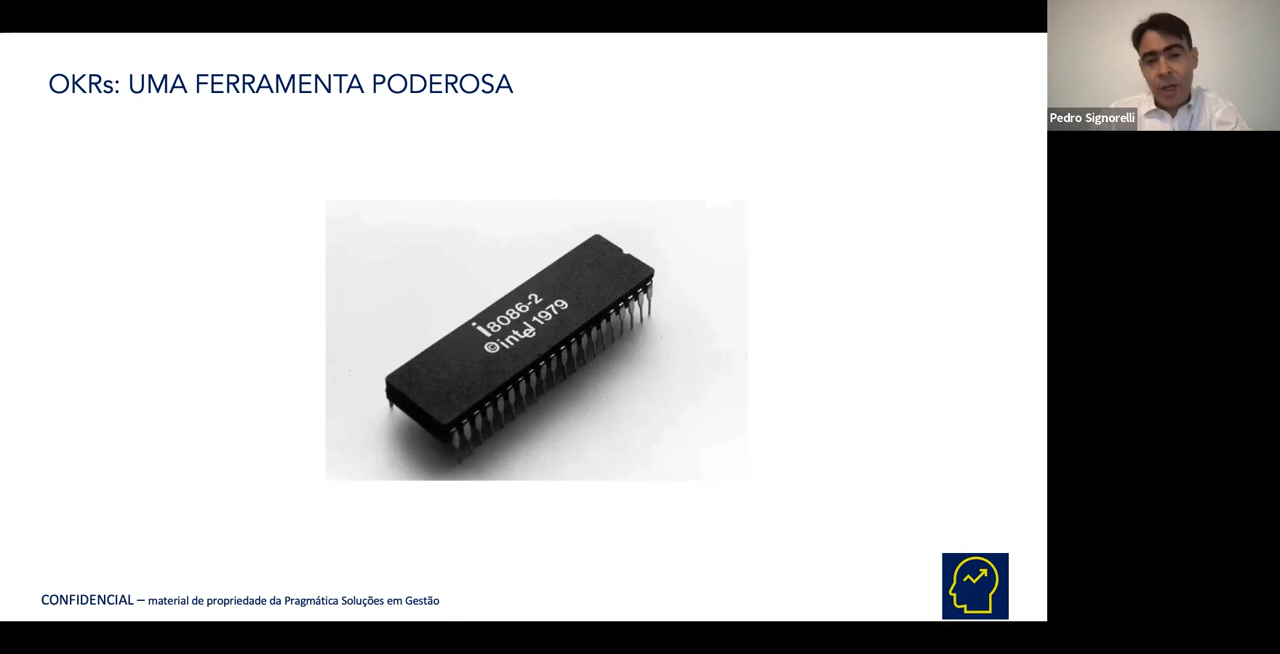 OKRs: UMA FERRAMENTA PODEROSA
Pedro Signorelli
i8086-2
©intel 1979
CONFIDENCIAL – material de propriedade da Pragmática Soluções em Gestão